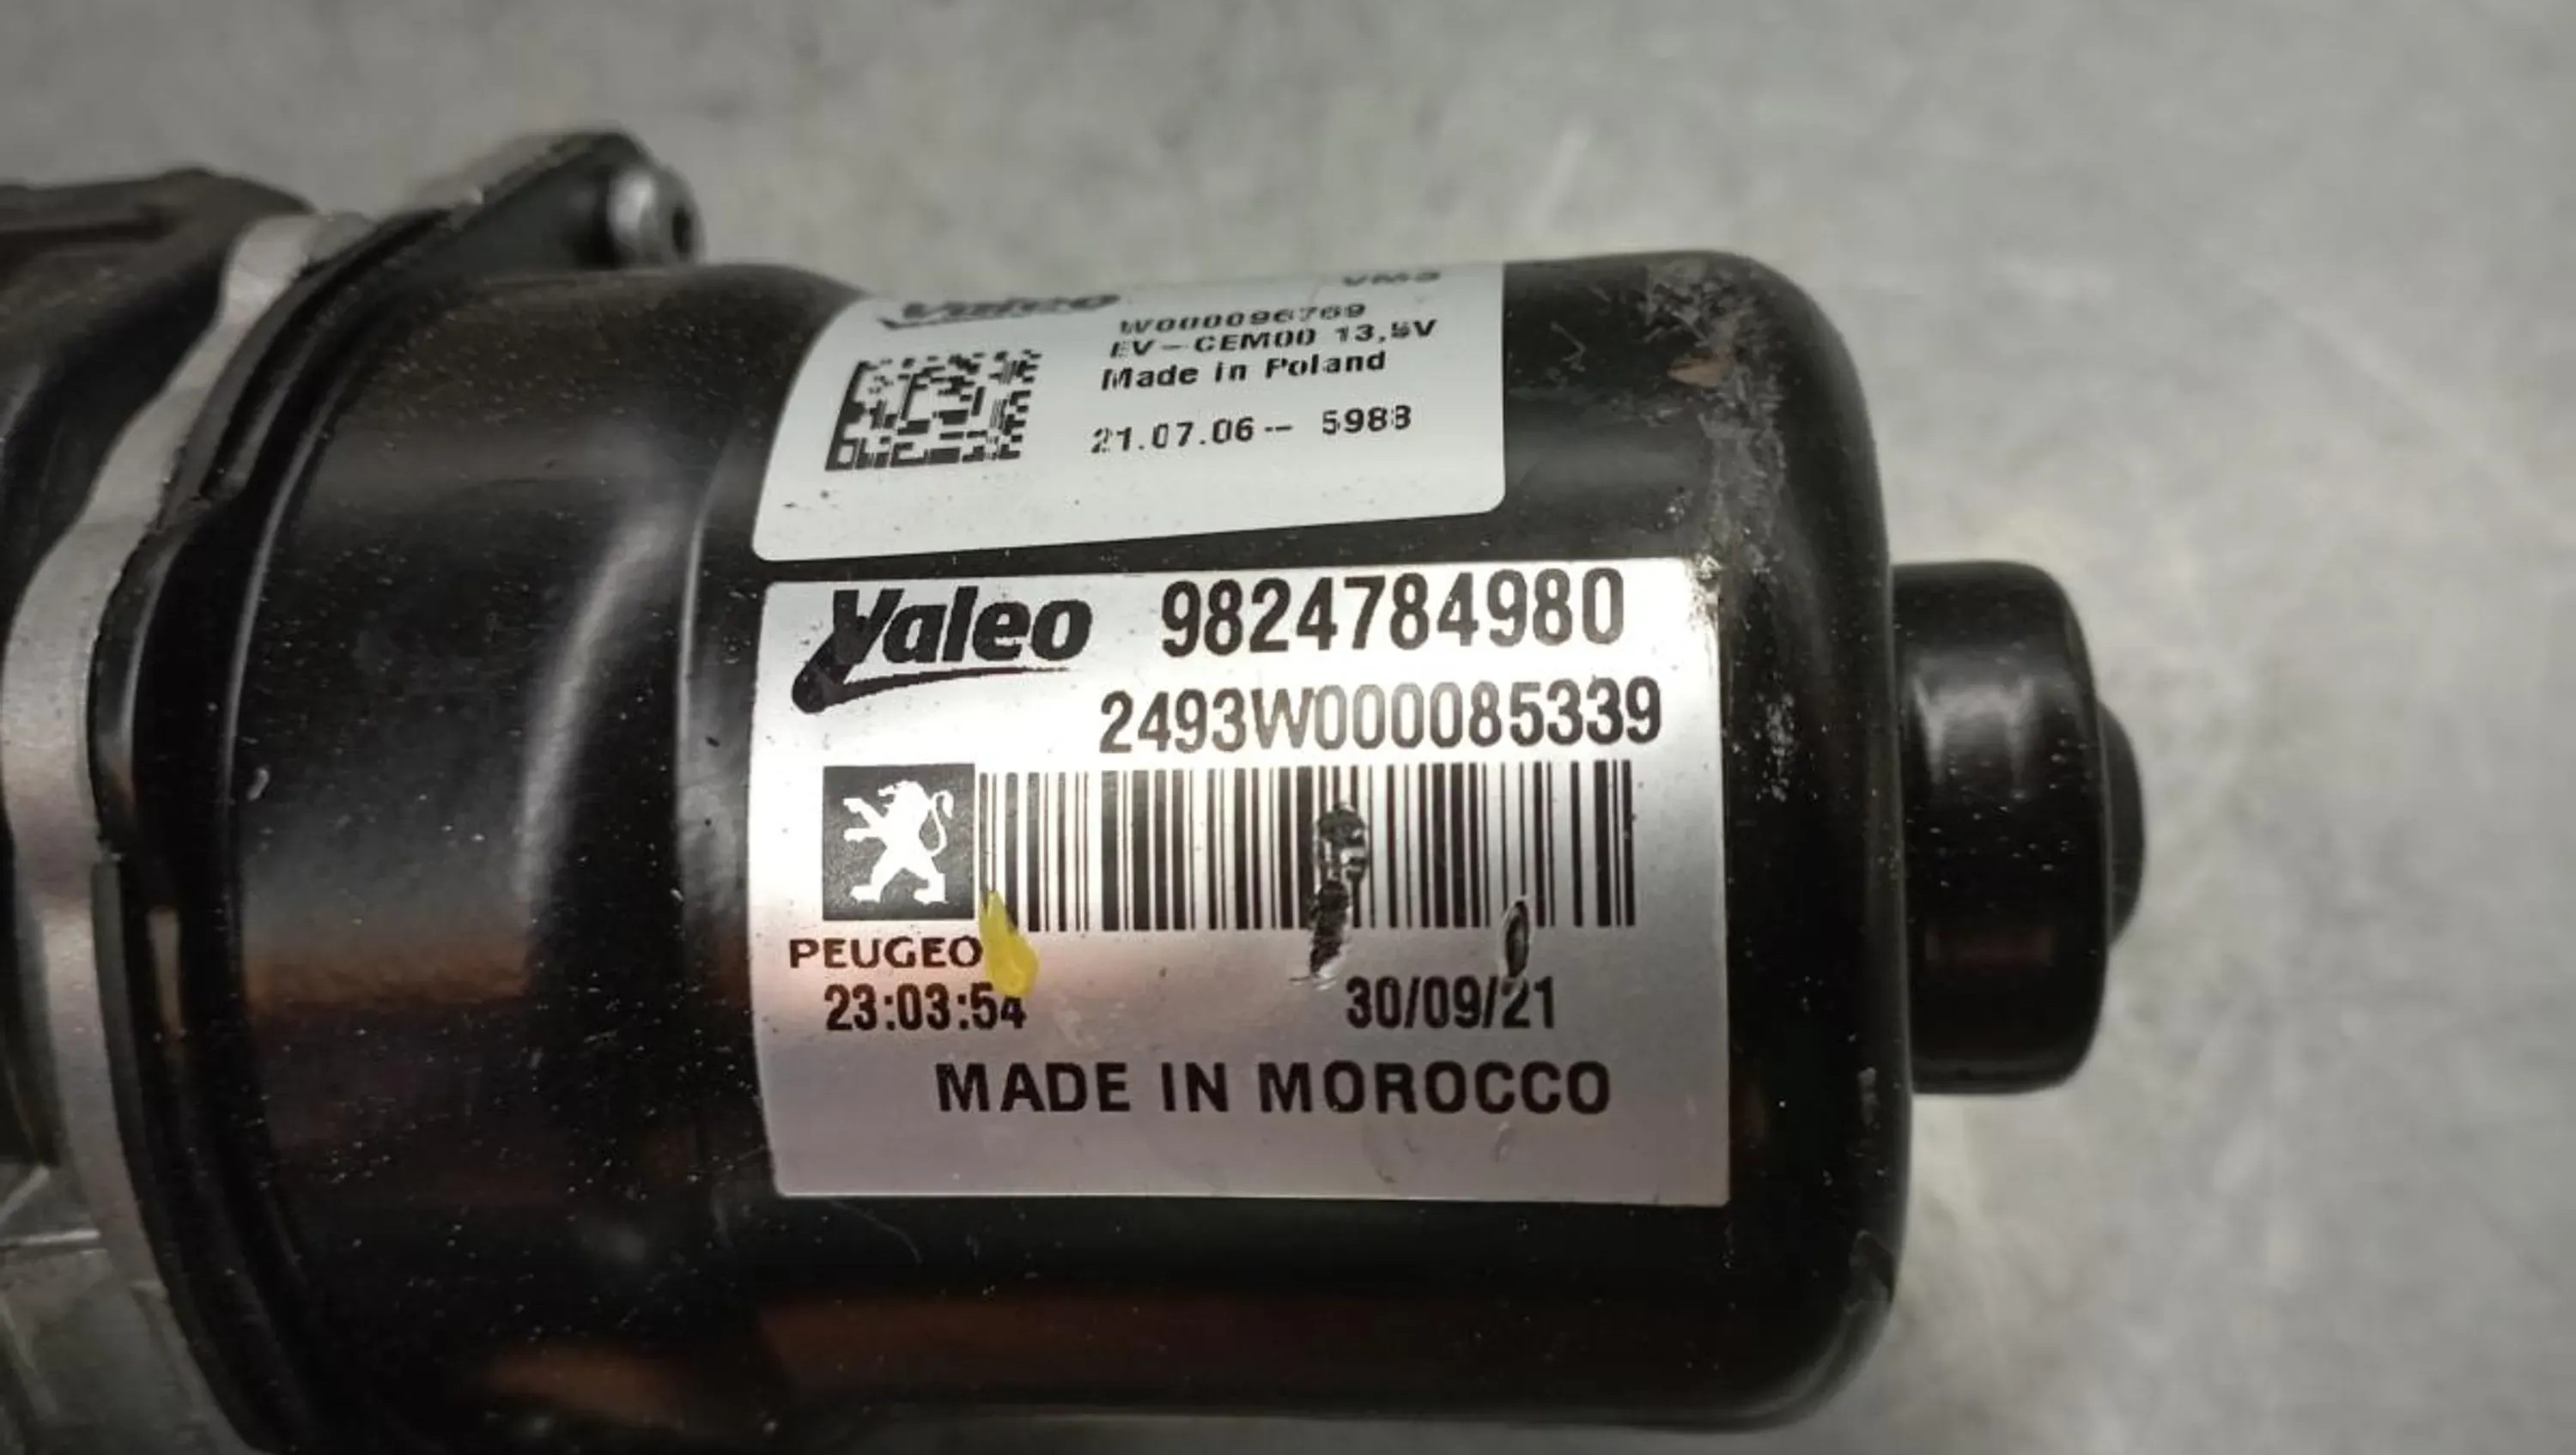 Valeo VM3
W000096769
EV-CEM00 13,5V
Made in Poland
21.07.06-- 5988
Valeo 9824784980
2493W000085339
PEUGEO
23:03:54 30/09/21
MADE IN MOROCCO